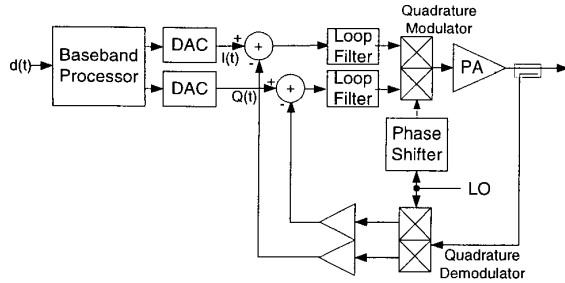 Quadrature
Modulator
d(t)
Baseband
Processor
DAC
I(t)
+
-
+
Loop
Filter
PA
DAC
Q(t)
+
-
+
Loop
Filter
Phase
Shifter
LO
Quadrature
Demodulator